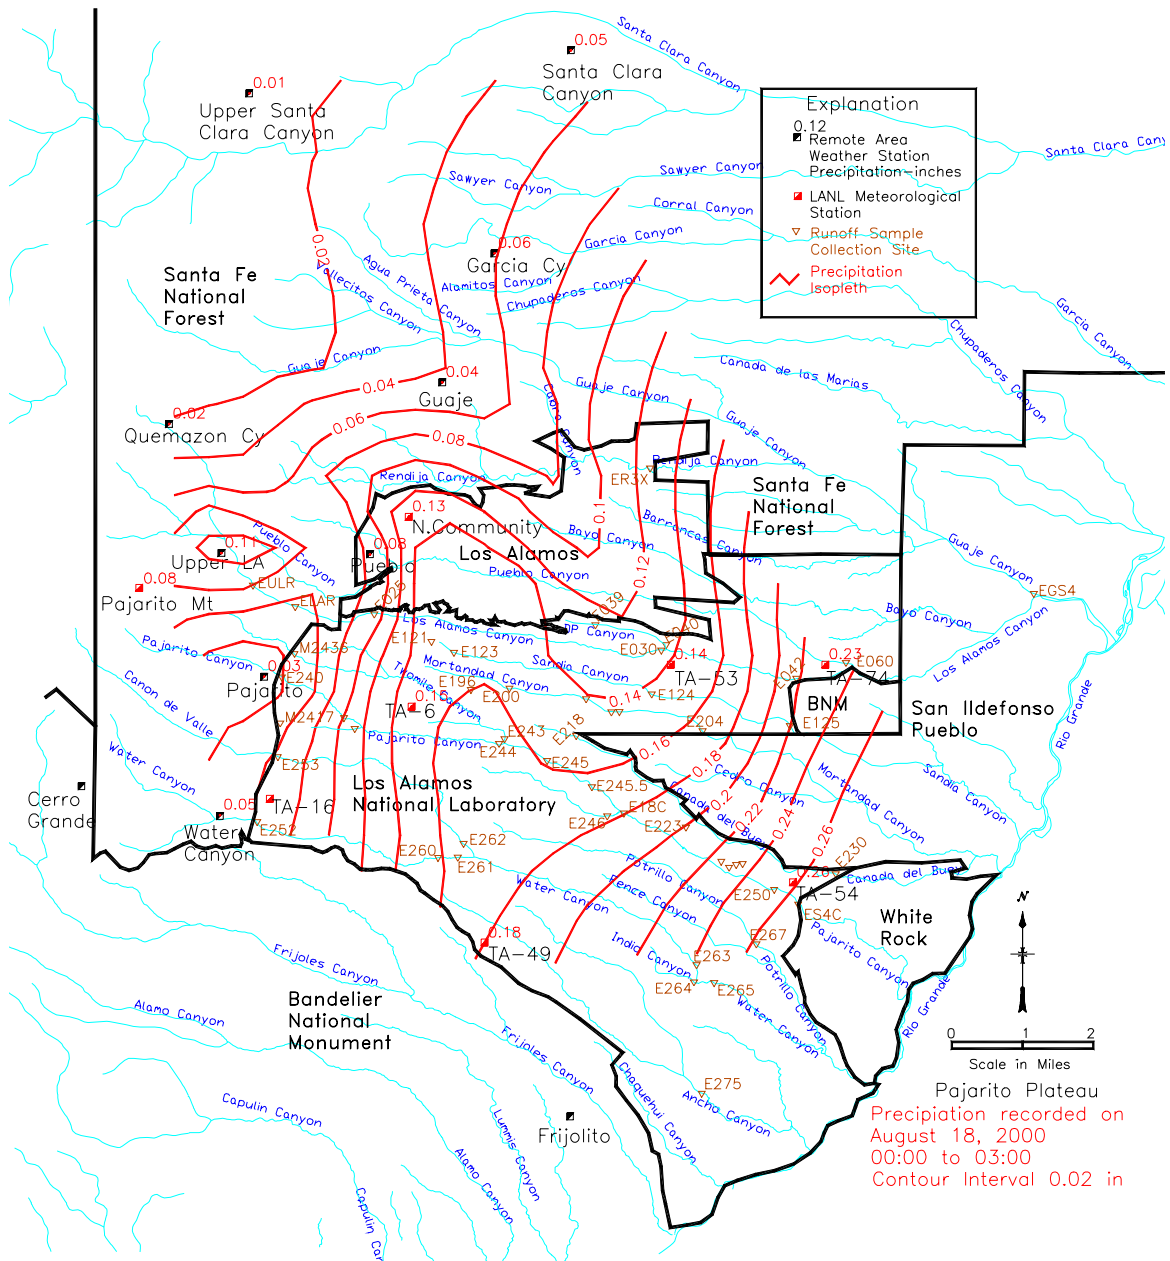 Santa Clara Canyon
0.05
Santa Clara
Canyon
0.01
Upper Santa
Clara Canyon
Explanation
0.12
Remote Area
Weather Station
Precipitation-inches
LANL Meteorological
Station
Runoff Sample
Collection Site
Precipitation
Isopleth
Santa Clara Cany
Sawyer Canyon
Sawyer Canyon
Corral Canyon
Garcia Canyon
0.06
Garcia Cy
0.02
Vallecitos Canyon
Agua Prieta Canyon
Alamitos Canyon
Chupaderos Canyon
Santa Fe
National
Forest
Garcia Canyon
Chupaderos Canyon
Guaje Canyon
Canada de las Marias
0.04
0.04
Guaje
Guaje Canyon
Cabra Canyon
Guaje Canyon
0.02
Quemazon Cy
0.06
0.08
Rendija Canyon
Rendija Canyon
ER3X
Santa Fe
National
Forest
0.13
N.Community
0.1
Barrancas Canyon
Bayo Canyon
Guaje Canyon
Pueblo Canyon
0.11
Upper LA
0.08
Pueblo
Los Alamos
Pueblo Canyon
0.12
0.08
Pajarito Mt
EULR
ELAR
E025
E039
EGS4
Bayo Canyon
Los Alamos Canyon
Los Alamos Canyon
DP Canyon
E040
E030
E121
E123
M2436
Pajarito Canyon
0.03
Pajarito
E240
Twomile Canyon
Mortandad Canyon
Sandia Canyon
0.14
TA-53
0.23
TA-74
E060
E042
Canon de Valle
E196
E200
TA-6
0.14
E124
BNM
E125
San Ildefonso
Pueblo
Rio Grande
M2417
Pajarito Canyon
E243
E244
E218
E204
0.16
Water Canyon
E253
E245
0.18
Cedro Canyon
Mortandad Canyon
Sandia Canyon
Cerro
Grande
TA-16
0.05
Water
Canyon
E252
Los Alamos
National Laboratory
E245.5
E18C
E246
E223
Canada del Buey
0.2
0.22
0.24
0.26
E230
E262
E260
E261
Potrillo Canyon
Fence Canyon
Water Canyon
E250
TA-54
Canada del Buey
ES4C
White
Rock
0.18
TA-49
Indio Canyon
E263
E264
E265
E267
Pajarito Canyon
Potrillo Canyon
Water Canyon
Rio Grande
N
Frijoles Canyon
Alamo Canyon
Bandelier
National
Monument
Frijoles Canyon
0
1
2
Scale in Miles
Chaquehui Canyon
E275
Ancho Canyon
Capulin Canyon
Lummis Canyon
Alamo Canyon
Frijolito
Capulin Can
Pajarito Plateau
Precipiation recorded on
August 18, 2000
00:00 to 03:00
Contour Interval 0.02 in